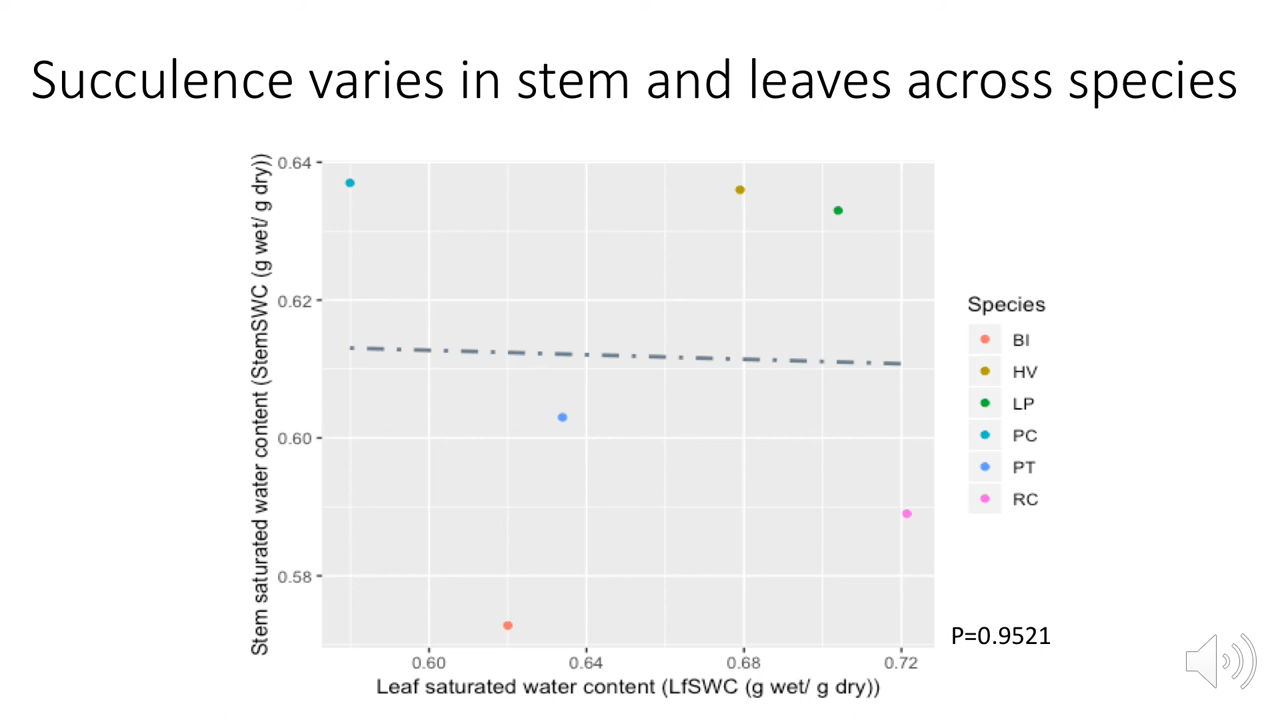 Succulence varies in stem and leaves across species
Stem saturated water content (StemSWC (g wet/ g dry))
0.64
0.62
0.60
0.58
0.60
0.64
0.68
0.72
Leaf saturated water content (LfSWC (g wet/ g dry))
Species
BI
HV
LP
PC
PT
RC
P=0.9521